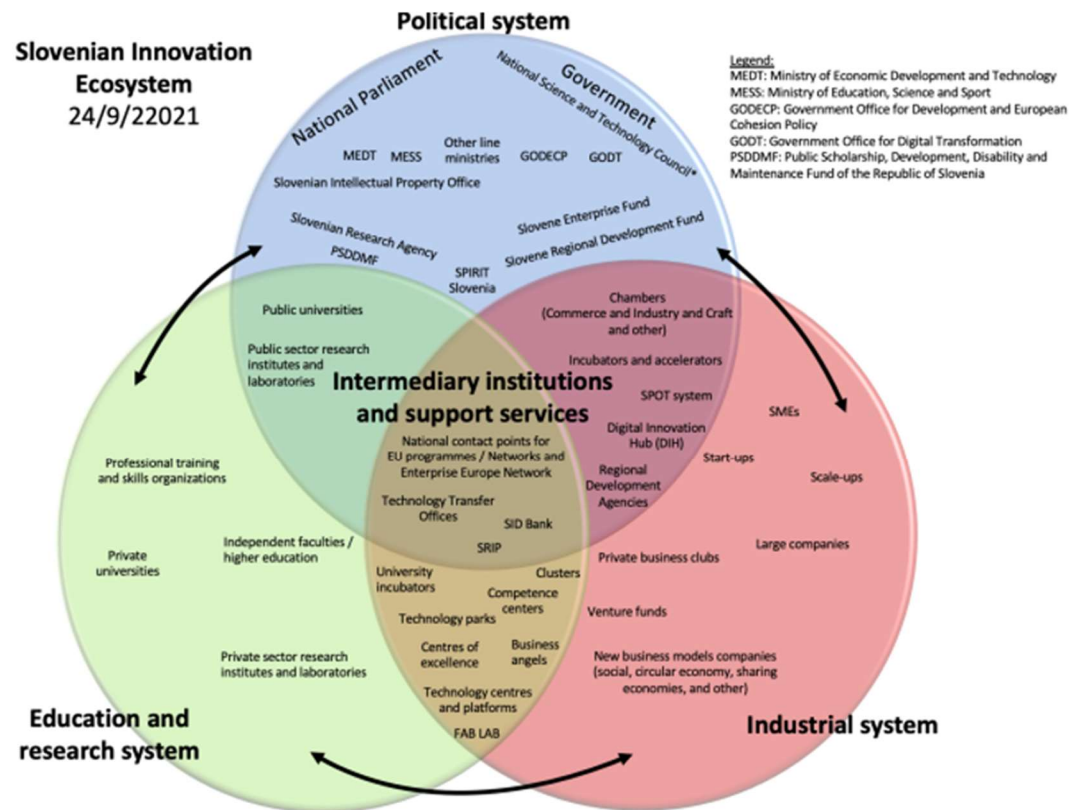 Political system
Slovenian Innovation
Ecosystem
24/9/22021
Legend:
MEDT: Ministry of Economic Development and Technology
MESS: Ministry of Education, Science and Sport
GODECP: Government Office for Development and European
Cohesion Policy
GODT: Government Office for Digital Transformation
PSDDMF: Public Scholarship, Development, Disability and
Maintenance Fund of the Republic of Slovenia
National Parliament
Government
National Science and Technology Council*
MEDT
MESS
Other line
ministries
GODECP
GODT
Slovenian Intellectual Property Office
Slovenian Research Agency
PSDDMF
Slovene Enterprise Fund
Slovene Regional Development Fund
SPIRIT
Slovenia
Public universities
Public sector research
institutes and
laboratories
Chambers
(Commerce and Industry and Craft
and other)
Incubators and accelerators
SPOT system
Digital Innovation
Hub (DIH)
Regional
Development
Agencies
Intermediary institutions
and support services
National contact points for
EU programmes / Networks and
Enterprise Europe Network
Technology Transfer
Offices
SID Bank
SRIP
SMEs
Start-ups
Scale-ups
Large companies
Private business clubs
Venture funds
New business models companies
(social, circular economy, sharing
economies, and other)
Professional training
and skills organizations
Private
universities
Independent faculties /
higher education
Private sector research
institutes and laboratories
University
incubators
Clusters
Competence
centers
Technology parks
Centres of
excellence
Business
angels
Technology centres
and platforms
FAB LAB
Education and
research system
Industrial system